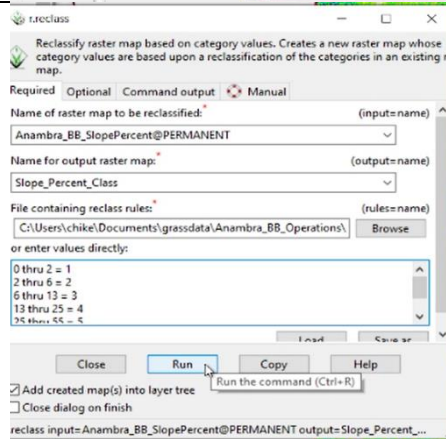 r.reclass
Reclassify raster map based on category values. Creates a new raster map whose
category values are based upon a reclassification of the categories in an existing
map.
Required Optional Command output Manual
Name of raster map to be reclassified:* (input=name)
Anambra_BB_SlopePercent@PERMANENT
Name for output raster map:* (output=name)
Slope_Percent_Class
File containing reclass rules:* (rules=name)
C:\Users\chike\Documents\grassdata\Anambra_BB_Operations\ Browse
or enter values directly:
0 thru 2 = 1
2 thru 6 = 2
6 thru 13 = 3
13 thru 25 = 4
25 thru 55 = 5
Load Save as
Close Run Copy Help
Run the command (Ctrl+R)
Add created map(s) into layer tree
Close dialog on finish
.reclass input=Anambra_BB_SlopePercent@PERMANENT output=Slope_Percent_...